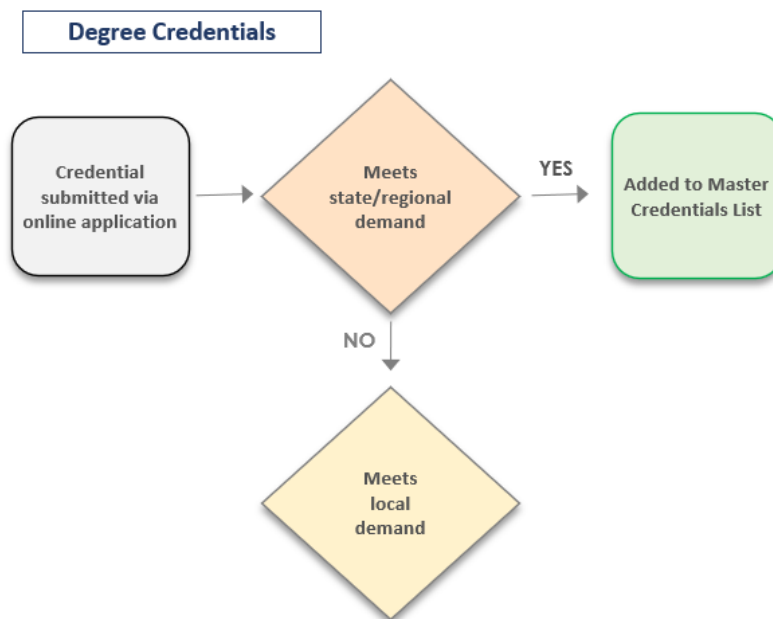 Degree Credentials
Credential
submitted via
online application
Meets
state/regional
demand
YES
Added to Master
Credentials List
NO
Meets
local
demand